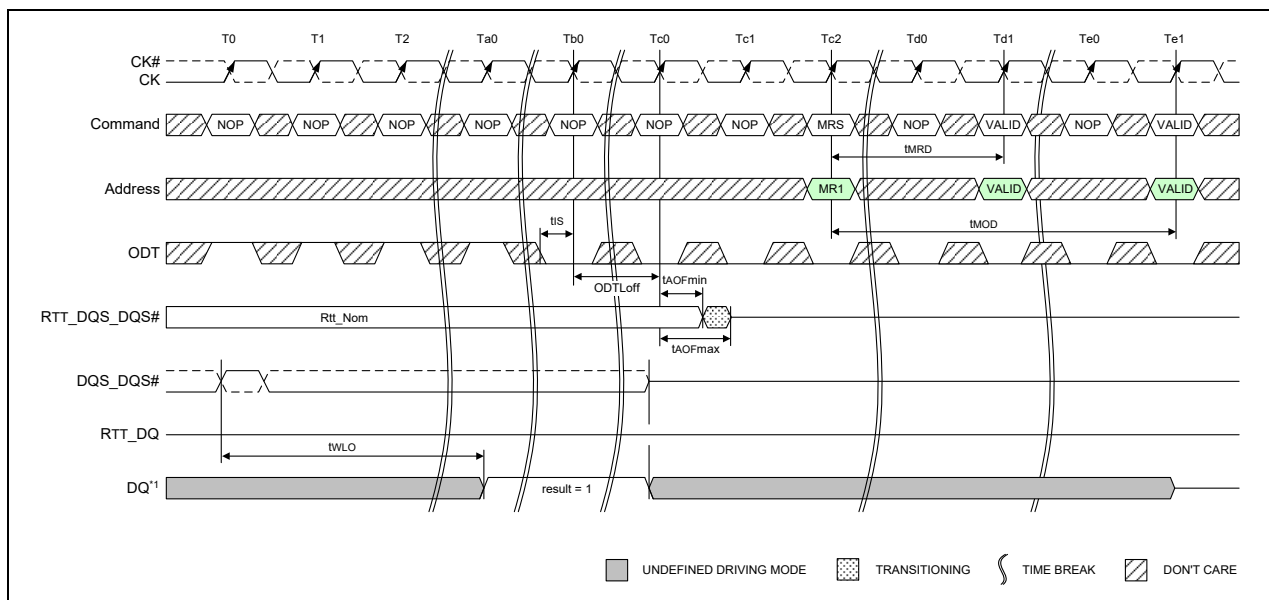 T0 T1 T2 Ta0 Tb0 Tc0 Tc1 Tc2 Td0 Td1 Te0 Te1
CK#
CK
Command NOP NOP NOP NOP NOP NOP NOP MRS NOP VALID NOP VALID
tMRD
Address MR1 VALID VALID
tIS tMOD
ODT
ODTLoff tAOFmin
RTT_DQS_DQS# Rtt_Nom
tAOFmax
DQS_DQS#
RTT_DQ
tWLO
DQ*1 result = 1
UNDEFINED DRIVING MODE TRANSITIONING TIME BREAK DON'T CARE